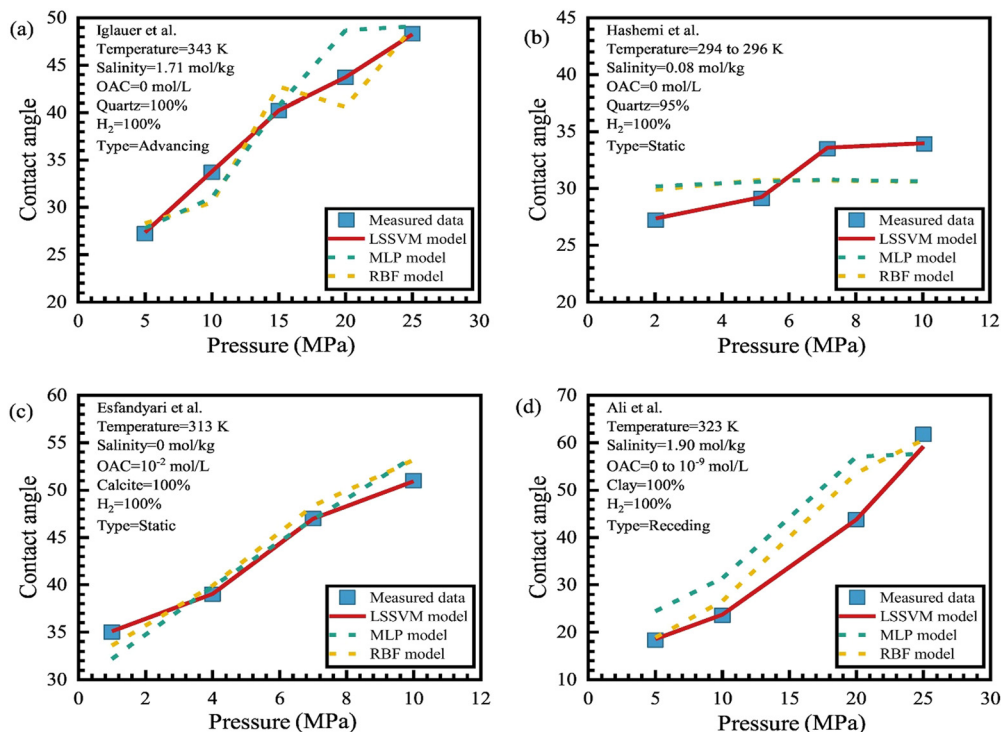 (a)
Iglauer et al.
Temperature=343 K
Salinity=1.71 mol/kg
OAC=0 mol/L
Quartz=100%
H2=100%
Type=Advancing
Measured data
LSSVM model
MLP model
RBF model
50
45
40
35
30
25
20
0 5 10 15 20 25 30
Contact angle
Pressure (MPa)
(b)
Hashemi et al.
Temperature=294 to 296 K
Salinity=0.08 mol/kg
OAC=0 mol/L
Quartz=95%
H2=100%
Type=Static
Measured data
LSSVM model
MLP model
RBF model
45
40
35
30
25
20
0 2 4 6 8 10 12
Contact angle
Pressure (MPa)
(c)
Esfandyari et al.
Temperature=313 K
Salinity=0 mol/kg
OAC=10-2 mol/L
Calcite=100%
H2=100%
Type=Static
Measured data
LSSVM model
MLP model
RBF model
60
55
50
45
40
35
30
0 2 4 6 8 10 12
Contact angle
Pressure (MPa)
(d)
Ali et al.
Temperature=323 K
Salinity=1.90 mol/kg
OAC=0 to 10-9 mol/L
Clay=100%
H2=100%
Type=Receding
Measured data
LSSVM model
MLP model
RBF model
70
60
50
40
30
20
10
0 5 10 15 20 25 30
Contact angle
Pressure (MPa)